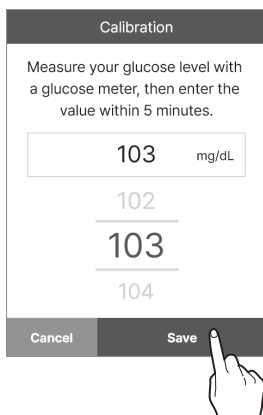 Calibration
Measure your glucose level with
a glucose meter, then enter the
value within 5 minutes.
103 mg/dL
102
103
104
Cancel Save